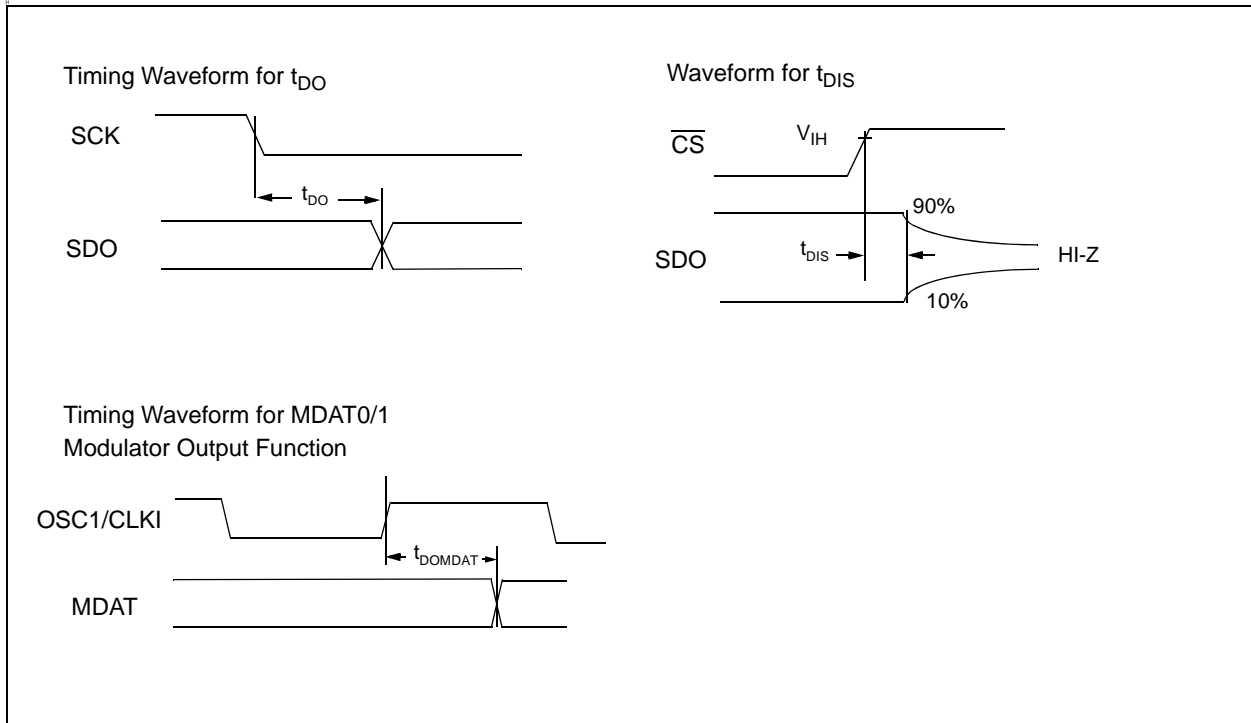 Timing Waveform for tDO
SCK
tDO
SDO
Waveform for tDIS
CS
VIH
90%
tDIS
SDO
HI-Z
10%
Timing Waveform for MDAT0/1
Modulator Output Function
OSC1/CLKI
tDOMDAT
MDAT